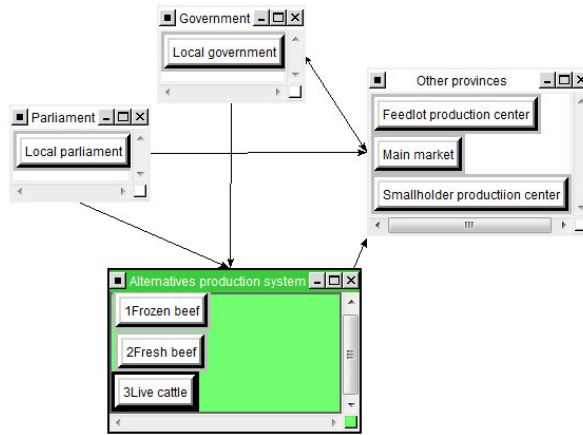 Government
Local government
Parliament
Local parliament
Other provinces
Feedlot production center
Main market
Smallholder productiion center
Alternatives production system
1Frozen beef
2Fresh beef
3Live cattle